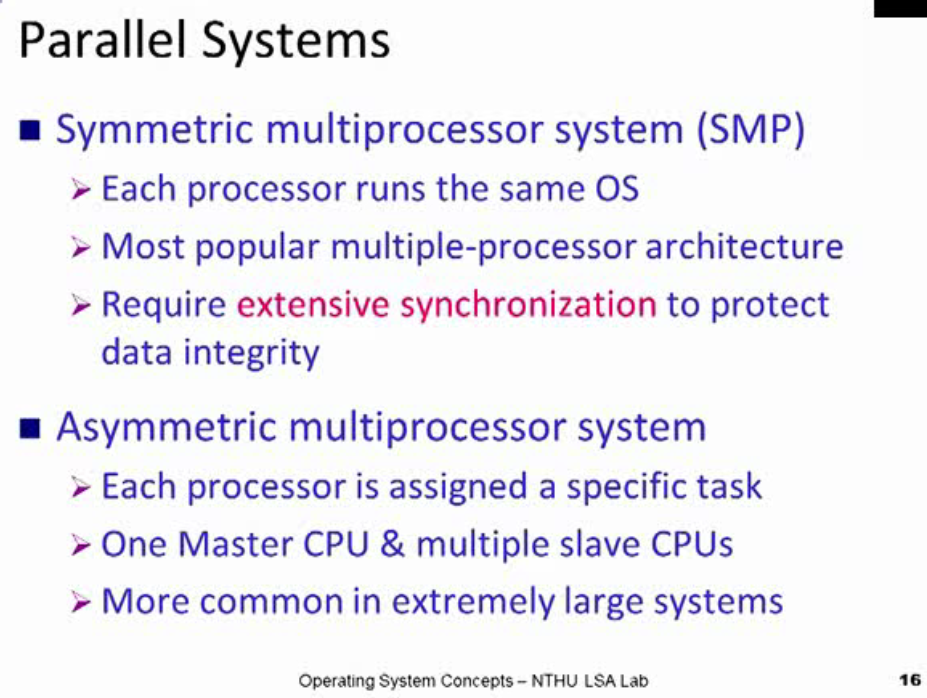 Parallel Systems
Symmetric multiprocessor system (SMP)
Each processor runs the same OS
Most popular multiple-processor architecture
Require extensive synchronization to protect
data integrity
Asymmetric multiprocessor system
Each processor is assigned a specific task
One Master CPU & multiple slave CPUs
More common in extremely large systems
Operating System Concepts – NTHU LSA Lab
16